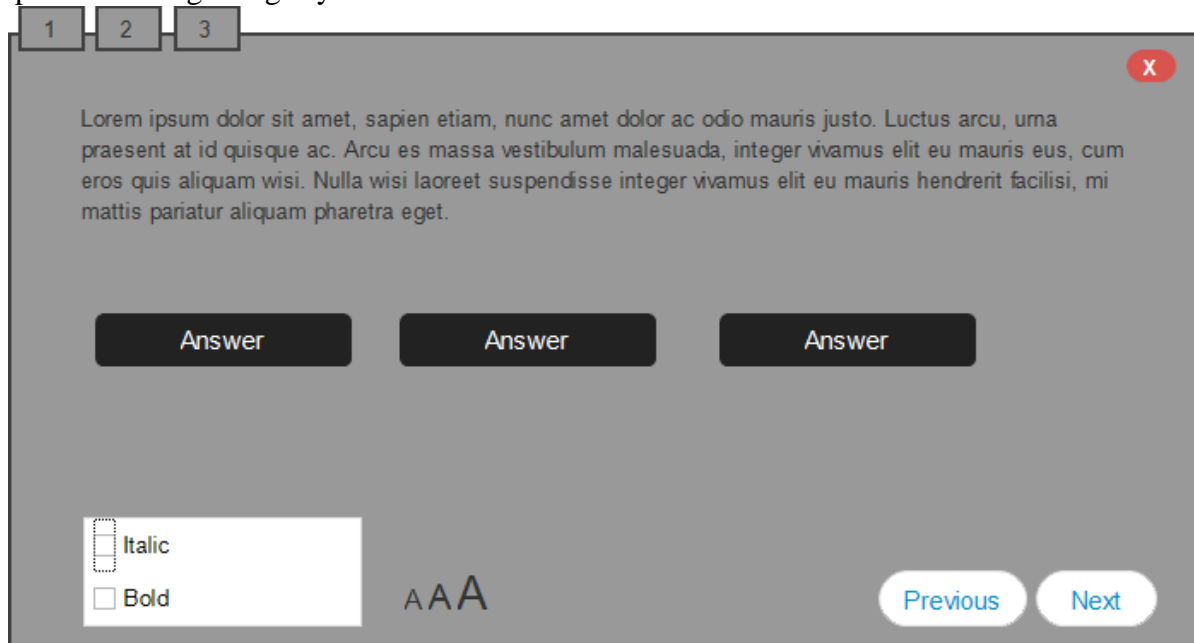 1 2 3
X
Lorem ipsum dolor sit amet, sapien etiam, nunc amet dolor ac odio mauris justo. Luctus arcu, urna
praesent at id quisque ac. Arcu es massa vestibulum malesuada, integer vivamus elit eu mauris eus, cum
eros quis aliquam wisi. Nulla wisi laoreet suspendisse integer vivamus elit eu mauris hendrerit facilisi, mi
mattis pariatur aliquam pharetra eget.
Answer Answer Answer
Italic
Bold
A A A
Previous Next